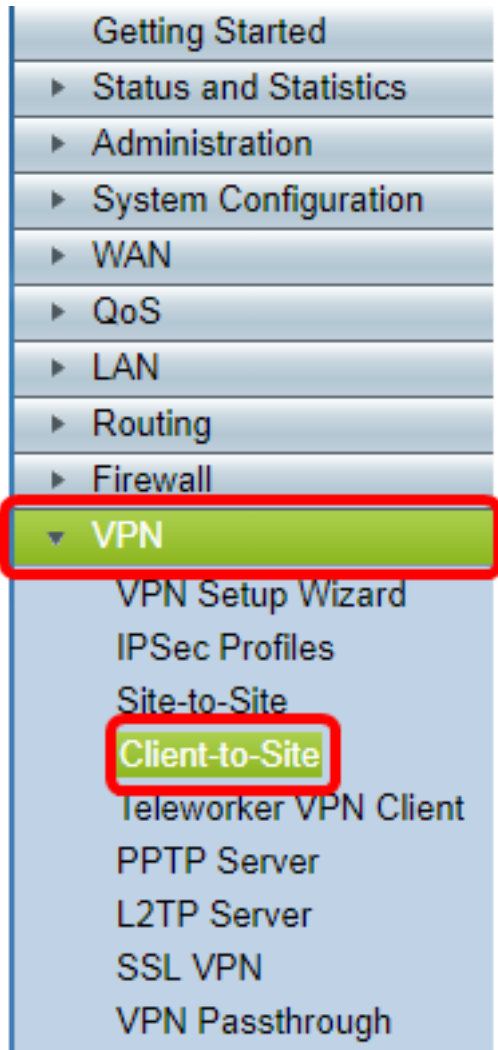 Getting Started
Status and Statistics
Administration
System Configuration
WAN
QoS
LAN
Routing
Firewall
VPN
VPN Setup Wizard
IPSec Profiles
Site-to-Site
Client-to-Site
Teleworker VPN Client
PPTP Server
L2TP Server
SSL VPN
VPN Passthrough